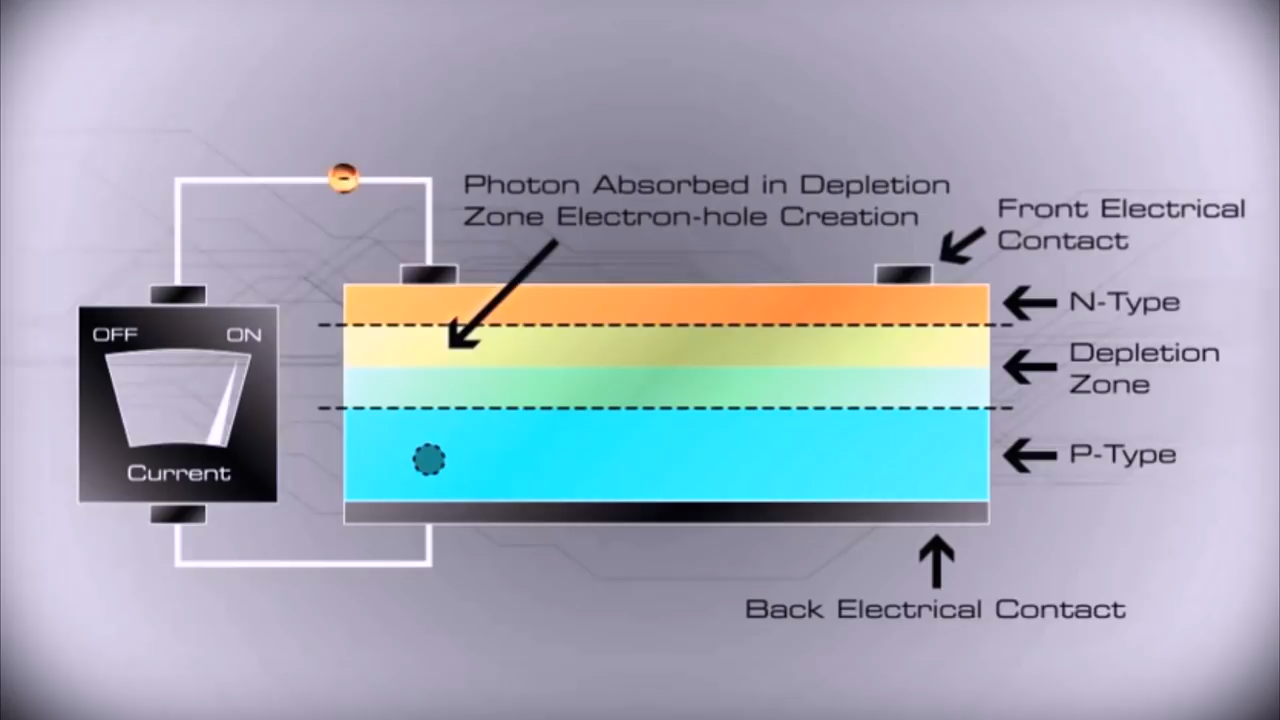 Photon Absorbed in Depletion
Zone Electron-hole Creation
Front Electrical
Contact
N-Type
Depletion
Zone
P-Type
OFF
ON
Current
Back Electrical Contact